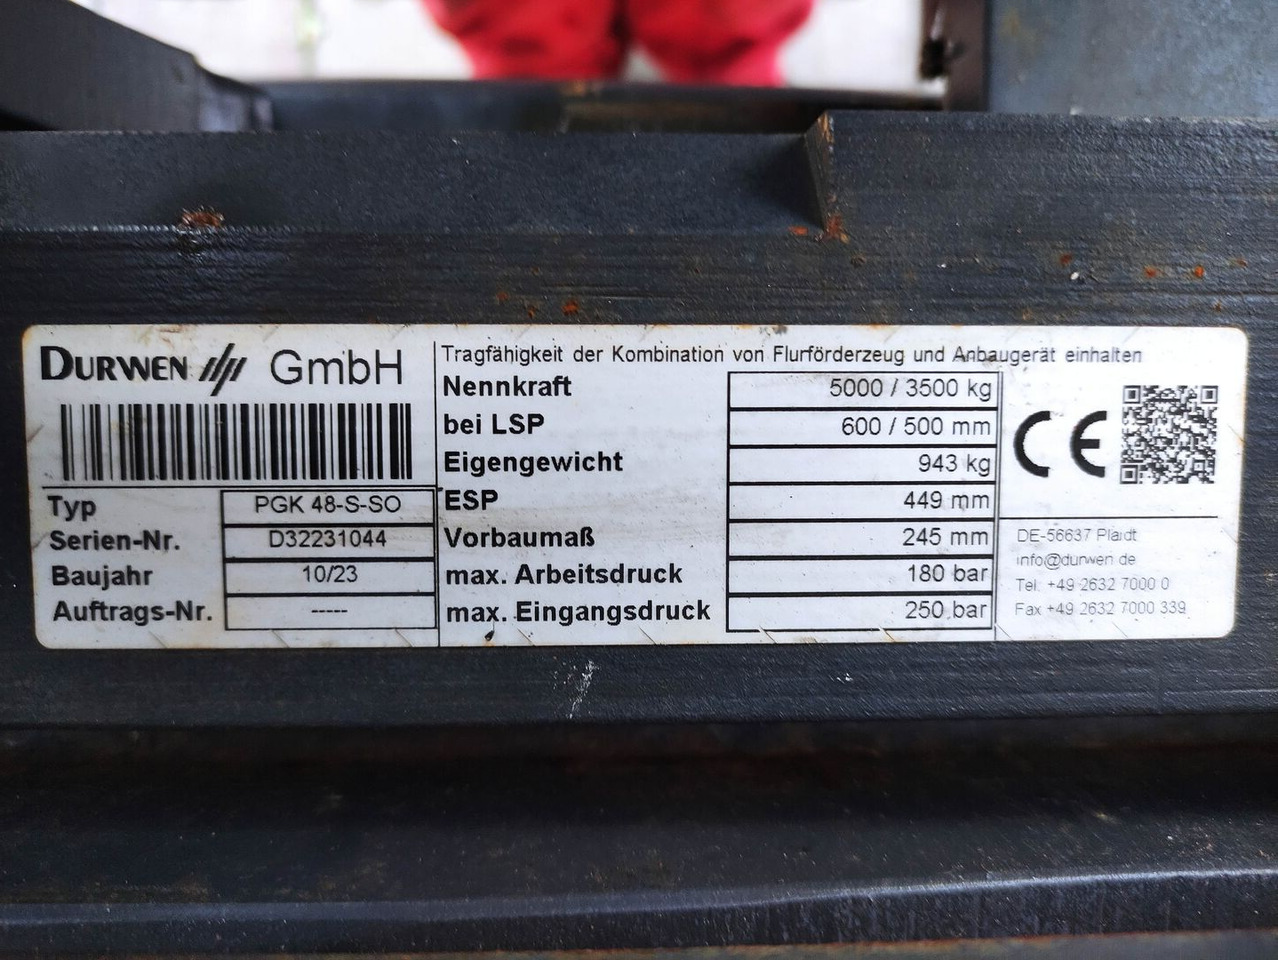 DURWEN GmbH
Typ PGK 48-S-SO
Serien-Nr. D32231044
Baujahr 10/23
Auftrags-Nr. -----
Tragfähigkeit der Kombination von Flurförderzeug und Anbaugerät einhalten
Nennkraft 5000 / 3500 kg
bei LSP 600 / 500 mm
Eigengewicht 943 kg
ESP 449 mm
Vorbaumaß 245 mm
max. Arbeitsdruck 180 bar
max. Eingangsdruck 250 bar
CE
DE-56637 Plaidt
info@durwen.de
Tel. +49 2632 7000 0
Fax +49 2632 7000 339